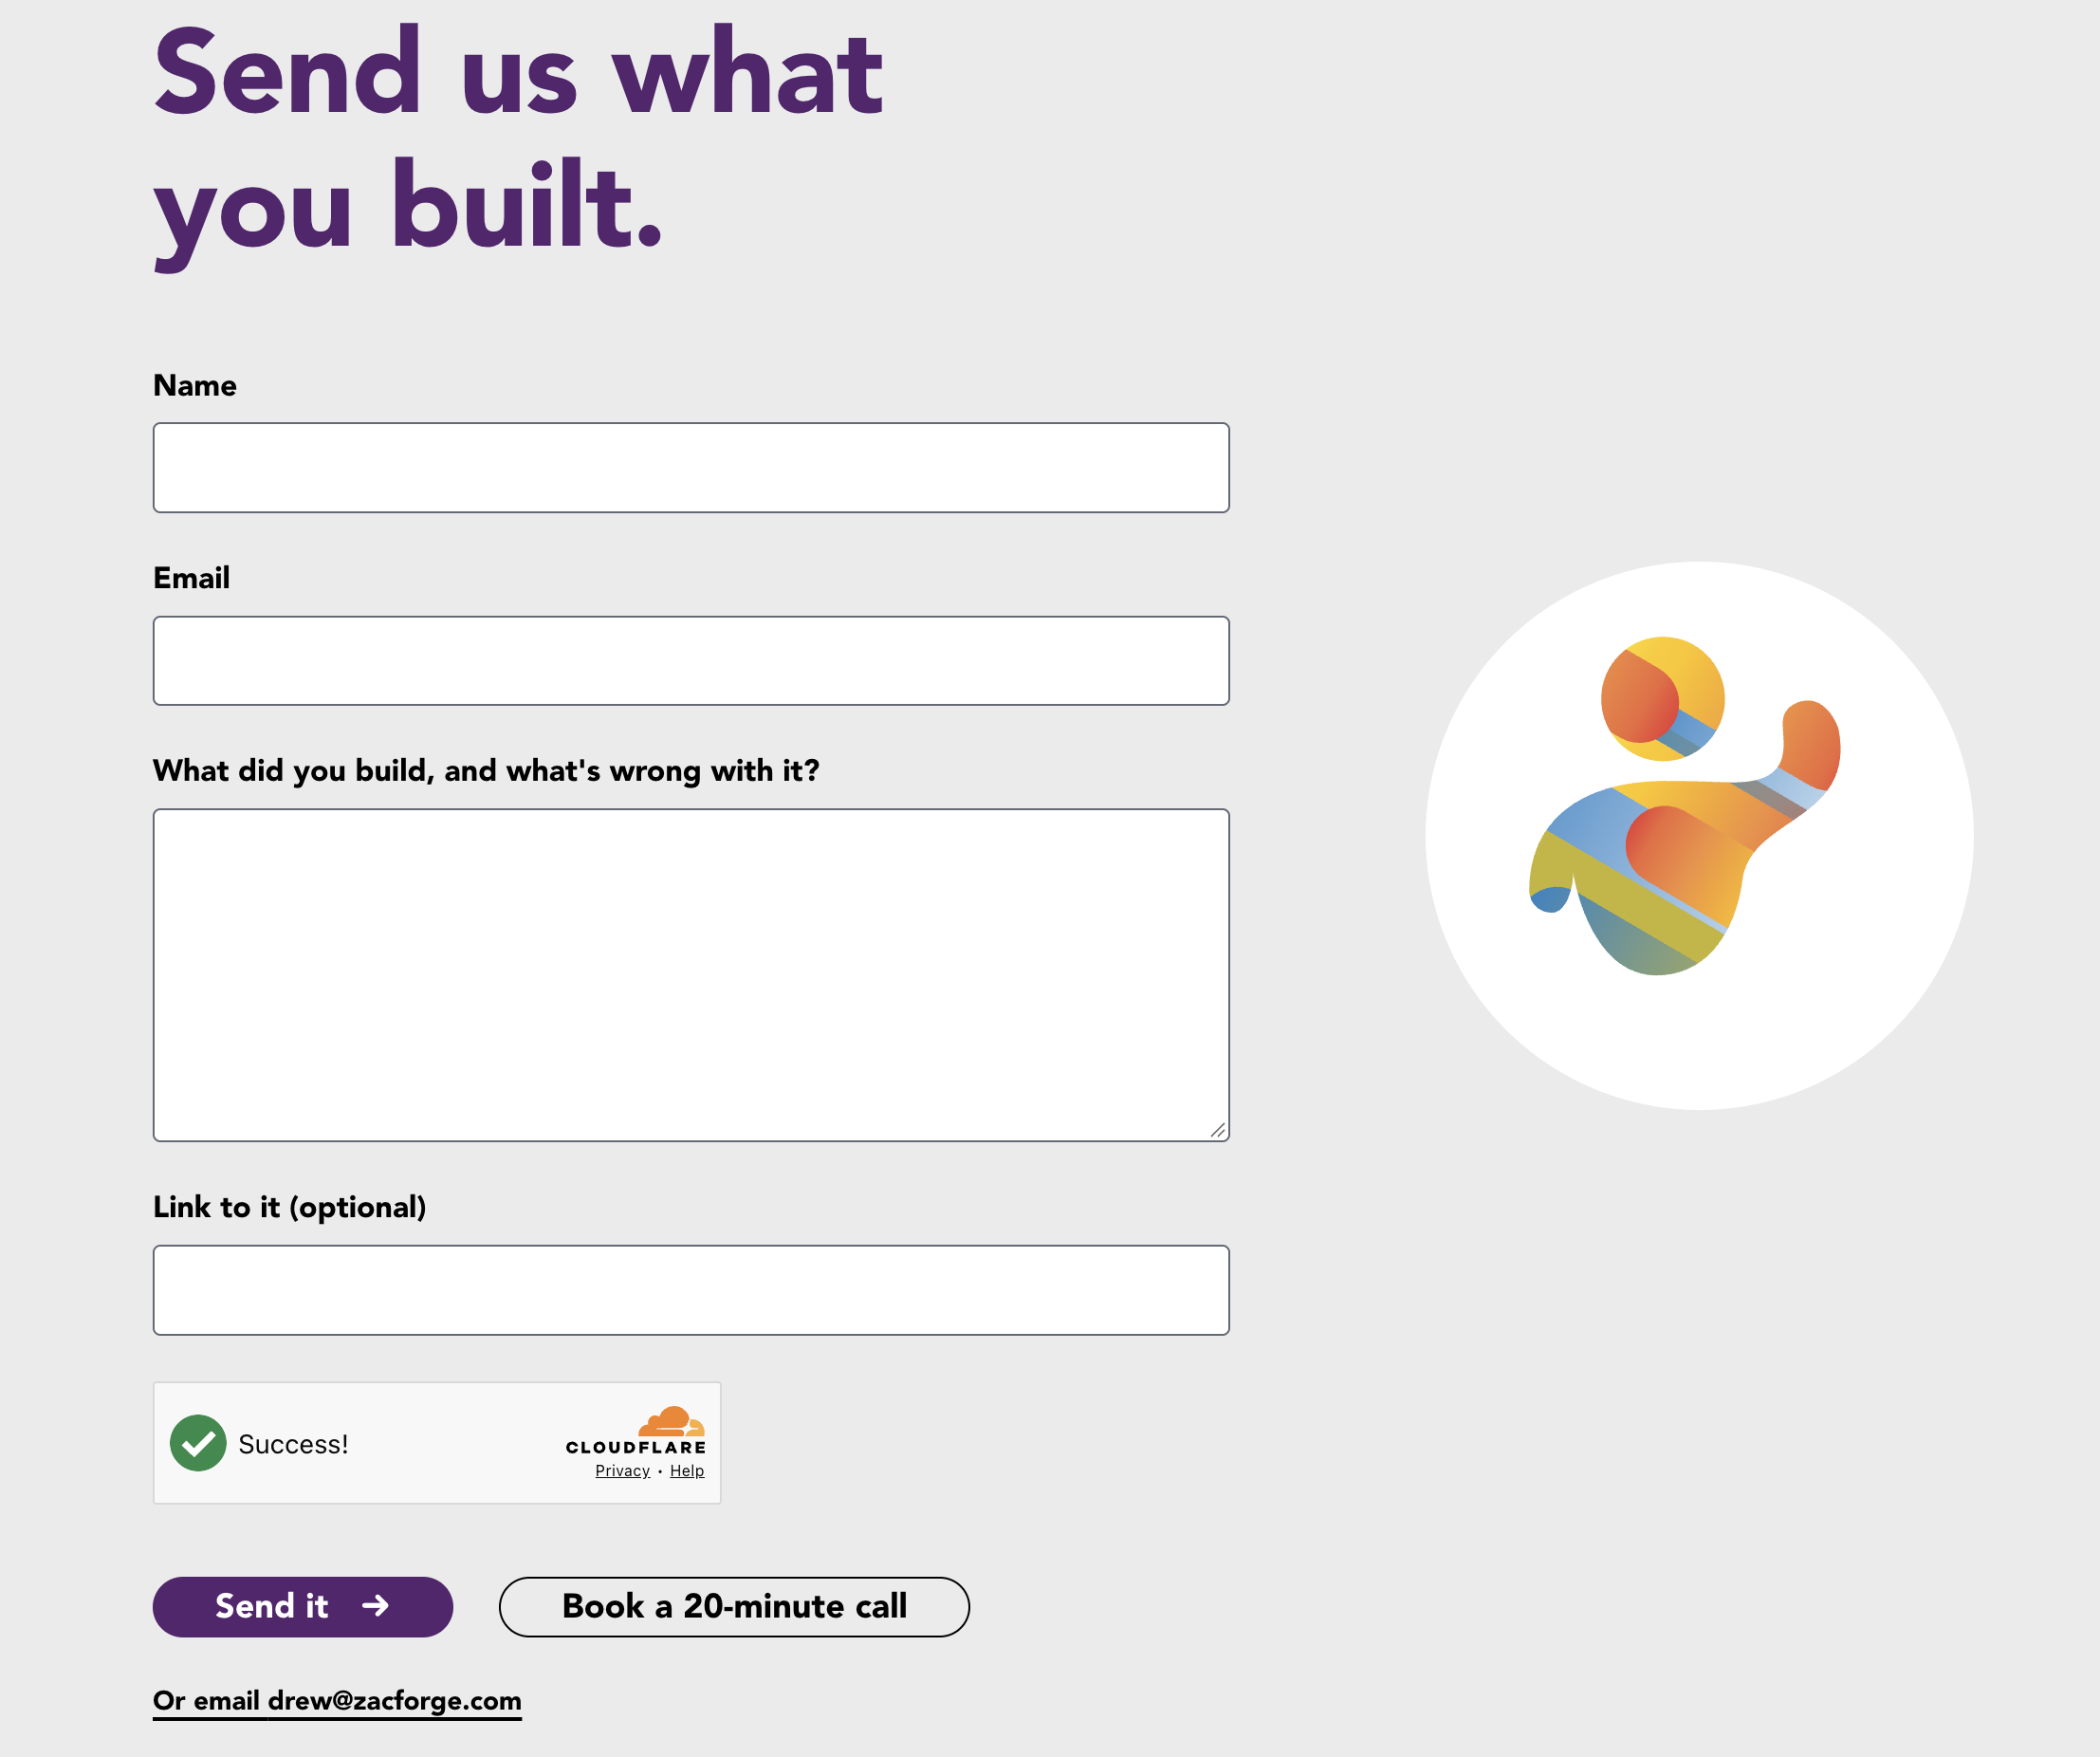 Send us what
you built.
Name
Email
What did you build, and what's wrong with it?
Link to it (optional)
Success!
CLOUDFLARE
Privacy • Help
Send it →
Book a 20-minute call
Or email drew@zacforge.com